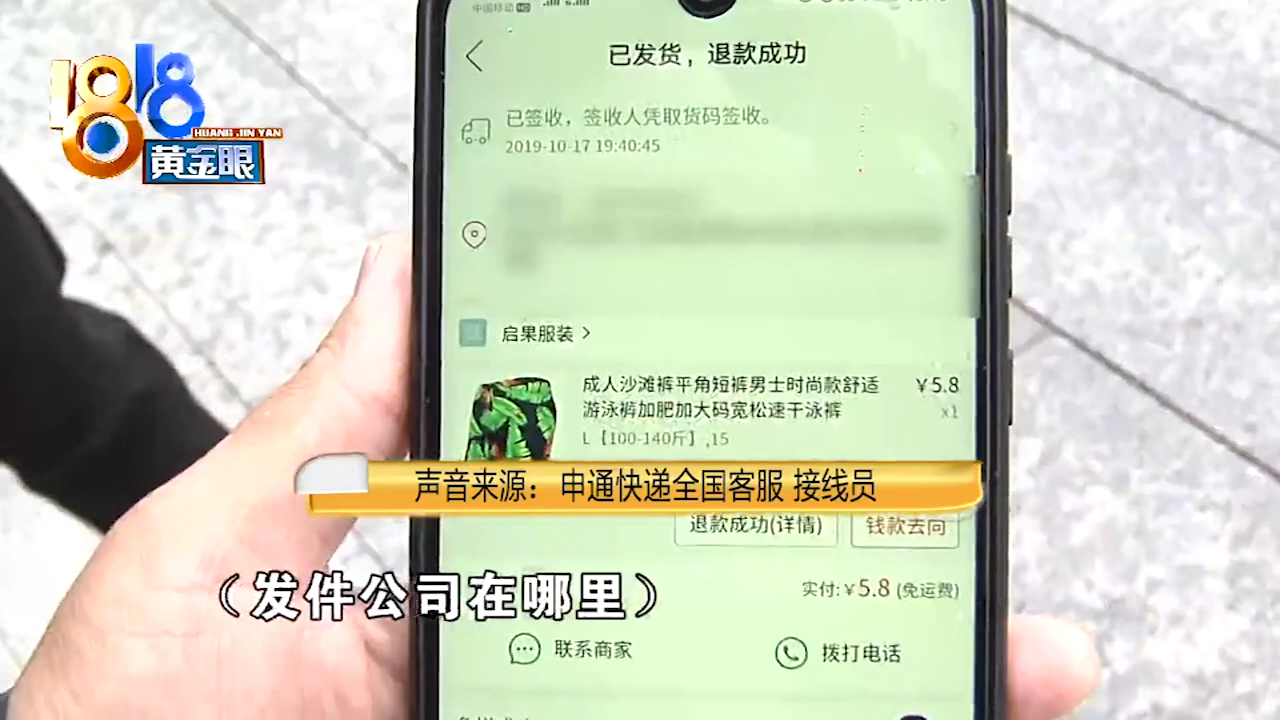 中国移动 HD
已发货，退款成功
1818
HUANG JIN YAN
黄金眼
已签收，签收人凭取货码签收。
2019-10-17 19:40:45
启果服装 >
成人沙滩裤平角短裤男士时尚款舒适
¥5.8
游泳裤加肥加大码宽松速干泳裤
x1
L【100-140斤】,15
声音来源：申通快递全国客服 接线员
退款成功(详情)
钱款去向
实付:¥5.8 (免运费)
（发件公司在哪里）
联系商家
拨打电话